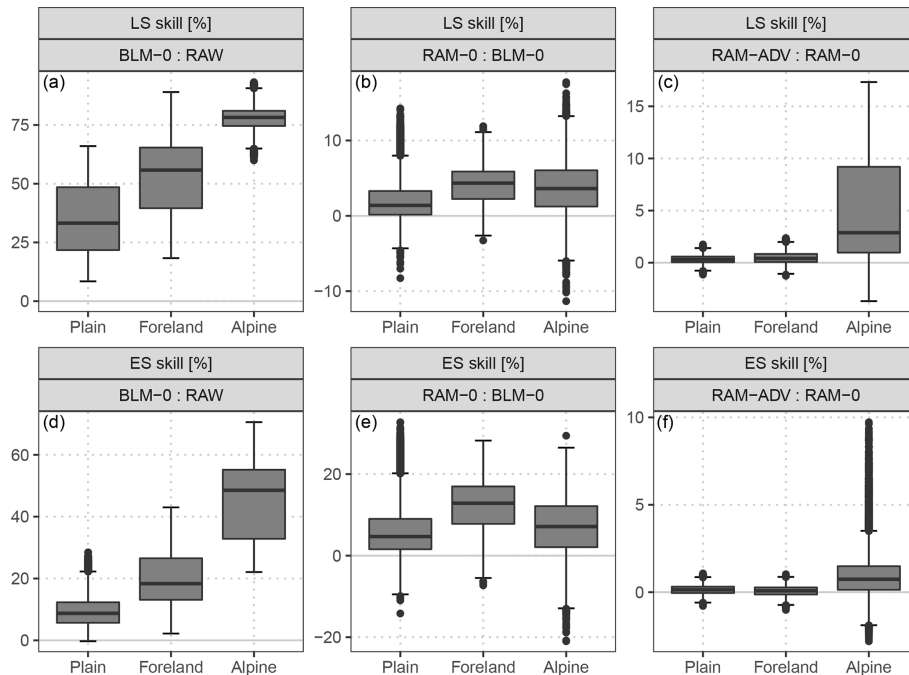 LS skill [%] LS skill [%] LS skill [%]
BLM−0 : RAW RAM−0 : BLM−0 RAM−ADV : RAM−0
(a) (b) (c)
75 10 15
50 10
25 0 5
0 −10 0
Plain Foreland Alpine Plain Foreland Alpine Plain Foreland Alpine
ES skill [%] ES skill [%] ES skill [%]
BLM−0 : RAW RAM−0 : BLM−0 RAM−ADV : RAM−0
(d) (e) (f)
60 20 10
40 0 5
20 −20 0
0
Plain Foreland Alpine Plain Foreland Alpine Plain Foreland Alpine